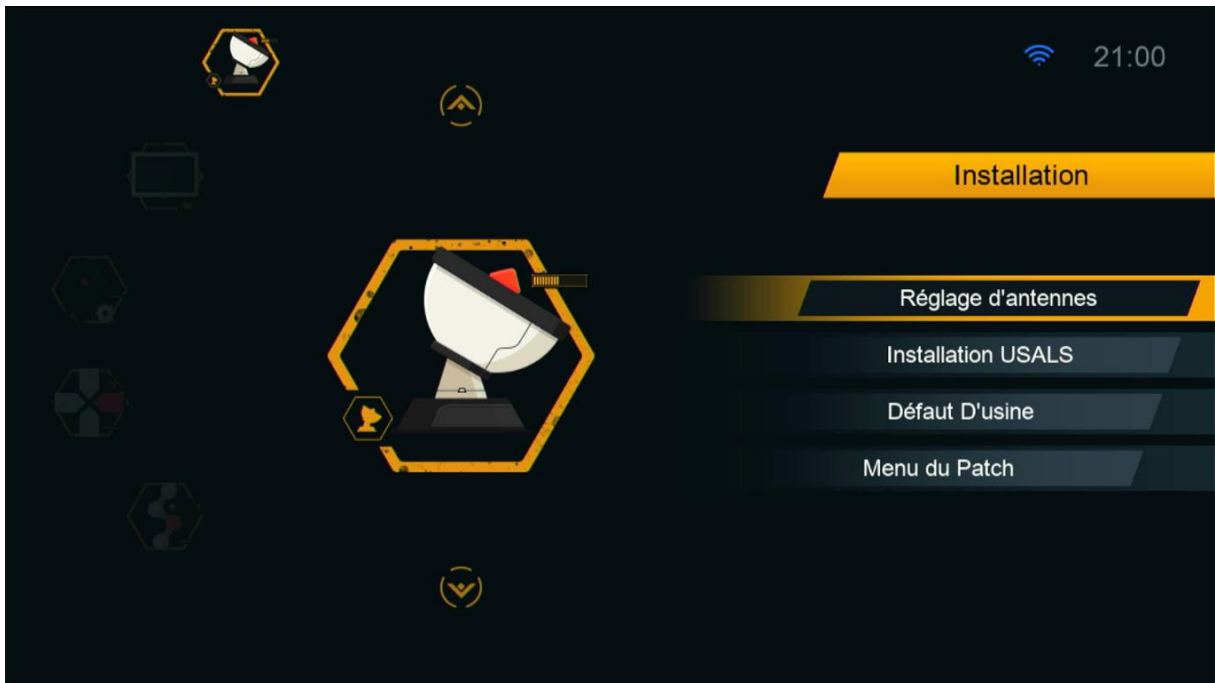 21:00
Installation
Réglage d'antennes
Installation USALS
Défaut D'usine
Menu du Patch